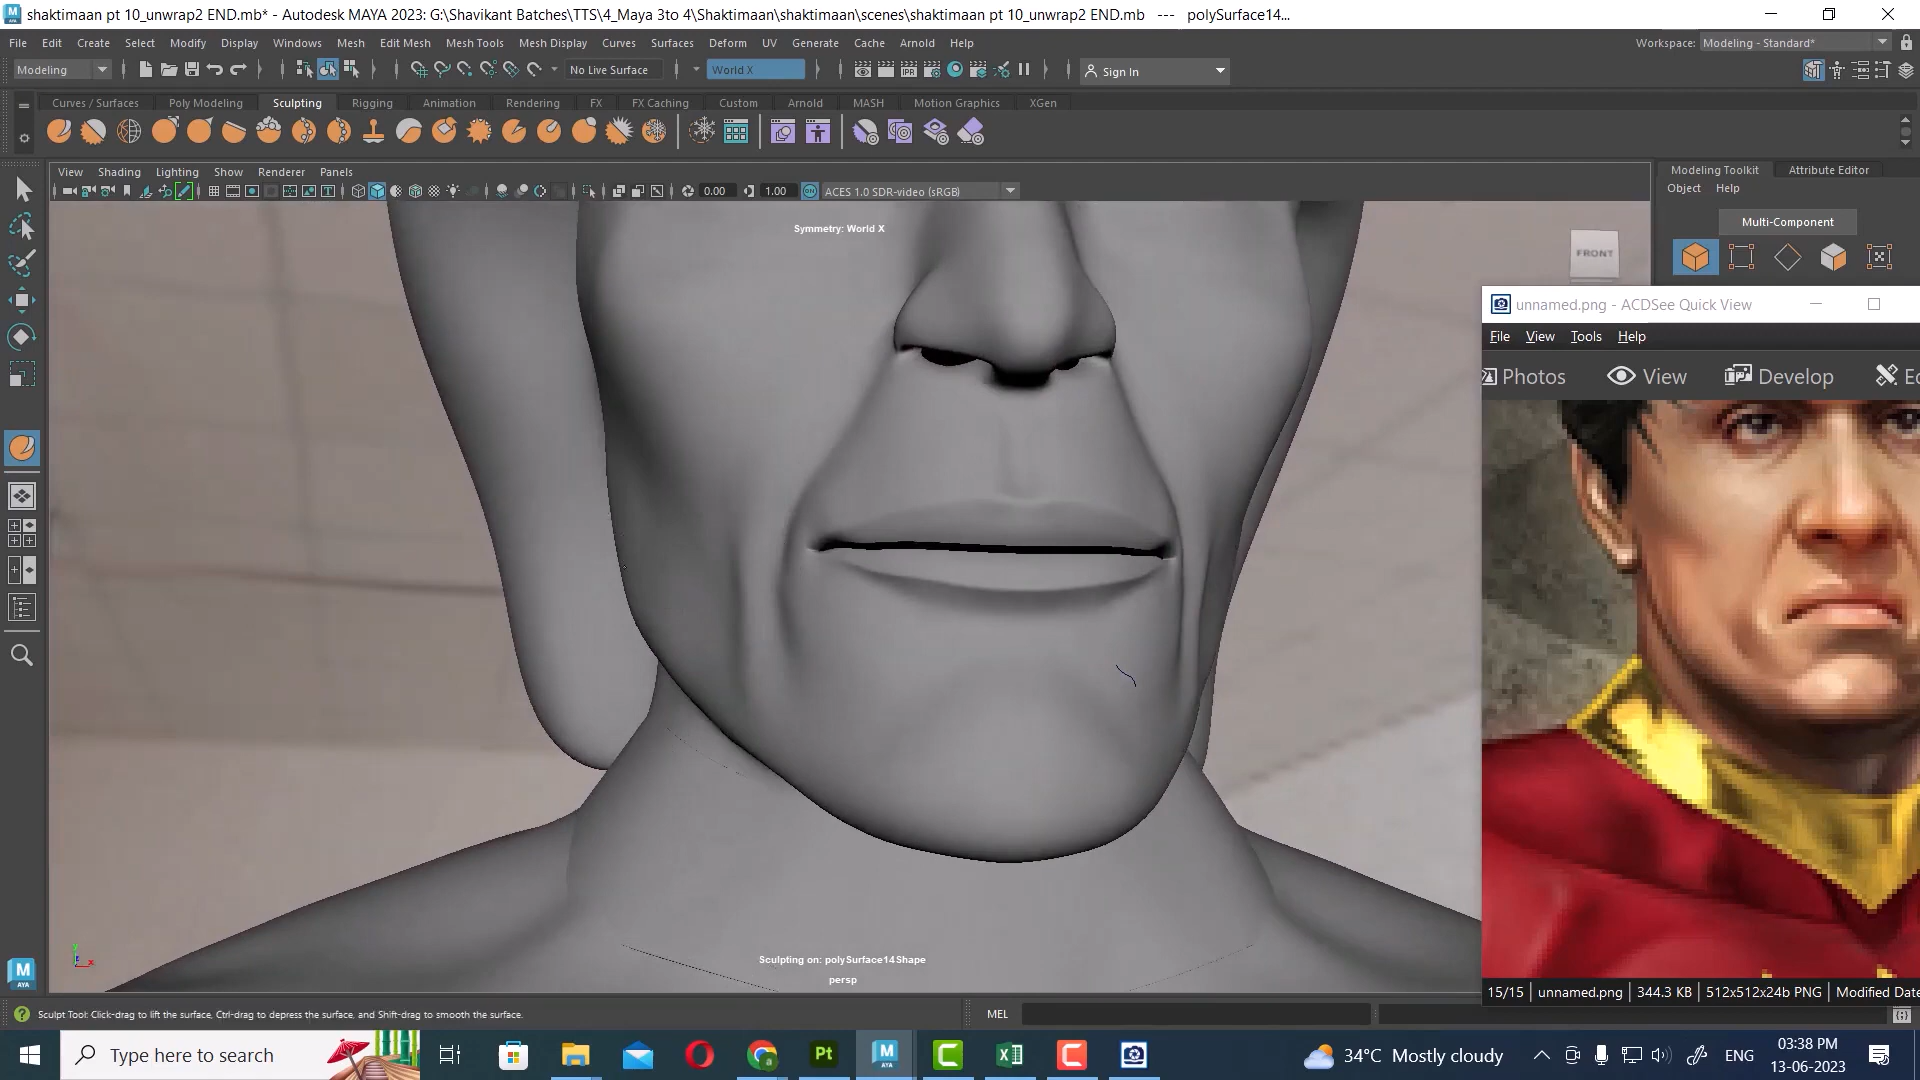 shaktimaan pt 10_unwrap2 END.mb* - Autodesk MAYA 2023: G:\Shavikant Batches\TTS\4_Maya 3to 4\Shaktimaan\shaktimaan\scenes\shaktimaan pt 10_unwrap2 END.mb --- polySurface14...
File Edit Create Select Modify Display Windows Mesh Edit Mesh Mesh Tools Mesh Display Curves Surfaces Deform UV Generate Cache Arnold Help
Workspace: Modeling - Standard*
Modeling No Live Surface World X Sign In
Curves / Surfaces Poly Modeling Sculpting Rigging Animation Rendering FX FX Caching Custom Arnold MASH Motion Graphics XGen
View Shading Lighting Show Renderer Panels
0.00 1.00 ON ACES 1.0 SDR-video (sRGB)
Modeling Toolkit Attribute Editor
Object Help
Multi-Component
Symmetry: World X
FRONT
unnamed.png - ACDSee Quick View
File View Tools Help
Photos View Develop Ed
Sculpting on: polySurface14Shape
persp
15/15 unnamed.png 344.3 KB 512x512x24b PNG Modified Date
Sculpt Tool: Click-drag to lift the surface, Ctrl-drag to depress the surface, and Shift-drag to smooth the surface.
MEL
Type here to search
34°C Mostly cloudy
ENG
03:38 PM
13-06-2023